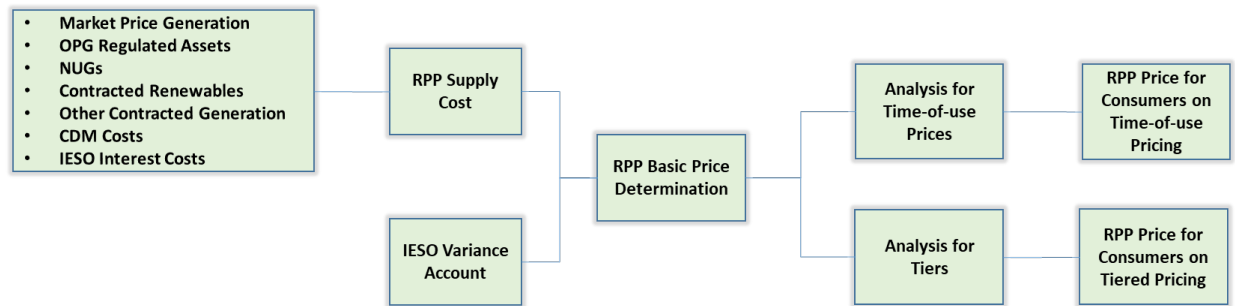 • Market Price Generation
• OPG Regulated Assets
• NUGs
• Contracted Renewables
• Other Contracted Generation
• CDM Costs
• IESO Interest Costs
RPP Supply
Cost
IESO Variance
Account
RPP Basic Price
Determination
Analysis for
Time-of-use
Prices
RPP Price for
Consumers on
Time-of-use
Pricing
Analysis for
Tiers
RPP Price for
Consumers on
Tiered Pricing